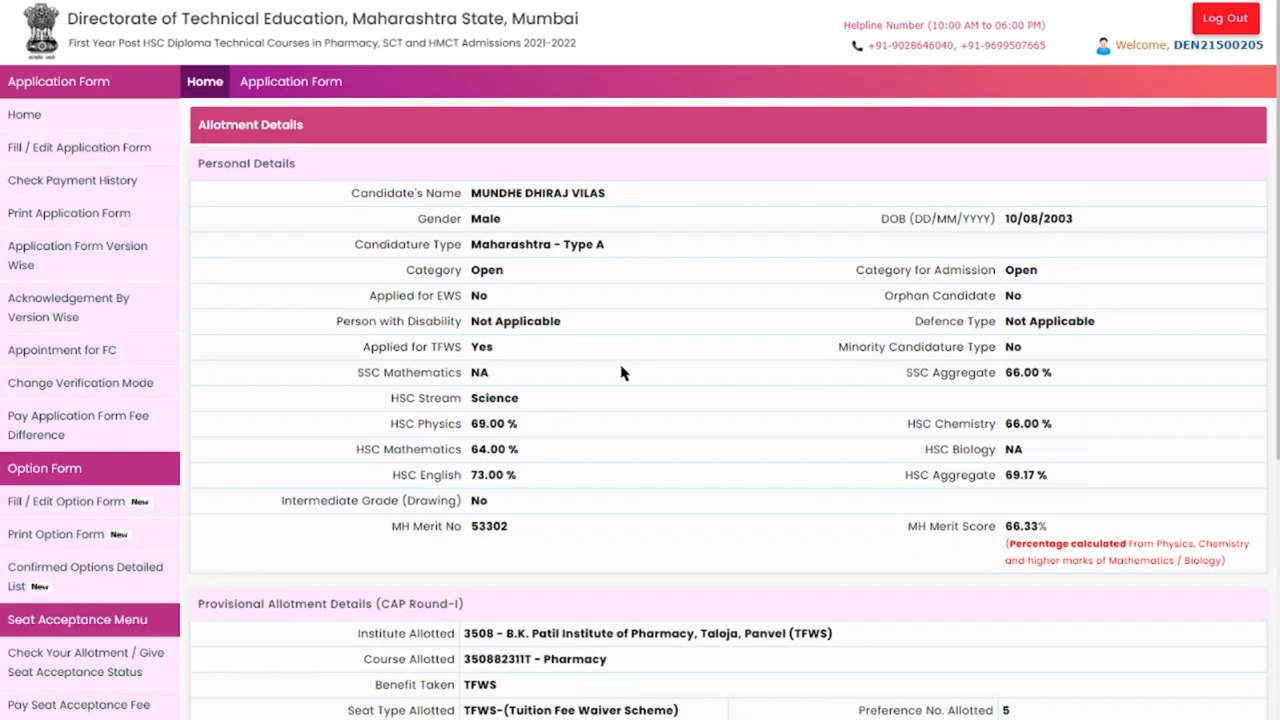 Directorate of Technical Education, Maharashtra State, Mumbai
First Year Post HSC Diploma Technical Courses in Pharmacy, SCT and HMCT Admissions 2021-2022
Helpline Number (10:00 AM to 06:00 PM)
+91-9028646040, +91-9699507665
Log Out
Welcome, DEN21500205
Application Form
Home
Fill / Edit Application Form
Check Payment History
Print Application Form
Application Form Version
Wise
Acknowledgement By
Version Wise
Appointment for FC
Change Verification Mode
Pay Application Form Fee
Difference
Option Form
Fill / Edit Option Form New
Print Option Form New
Confirmed Options Detailed
List New
Seat Acceptance Menu
Check Your Allotment / Give
Seat Acceptance Status
Pay Seat Acceptance Fee
Home Application Form
Allotment Details
Personal Details
Candidate's Name MUNDHE DHIRAJ VILAS
Gender Male DOB (DD/MM/YYYY) 10/08/2003
Candidature Type Maharashtra - Type A
Category Open Category for Admission Open
Applied for EWS No Orphan Candidate No
Person with Disability Not Applicable Defence Type Not Applicable
Applied for TFWS Yes Minority Candidature Type No
SSC Mathematics NA SSC Aggregate 66.00 %
HSC Stream Science
HSC Physics 69.00 % HSC Chemistry 66.00 %
HSC Mathematics 64.00 % HSC Biology NA
HSC English 73.00 % HSC Aggregate 69.17 %
Intermediate Grade (Drawing) No
MH Merit No 53302 MH Merit Score 66.33%
(Percentage calculated From Physics, Chemistry
and higher marks of Mathematics / Biology)
Provisional Allotment Details (CAP Round-I)
Institute Allotted 3508 - B.K. Patil Institute of Pharmacy, Taloja, Panvel (TFWS)
Course Allotted 350882311T - Pharmacy
Benefit Taken TFWS
Seat Type Allotted TFWS-(Tuition Fee Waiver Scheme) Preference No. Allotted 5